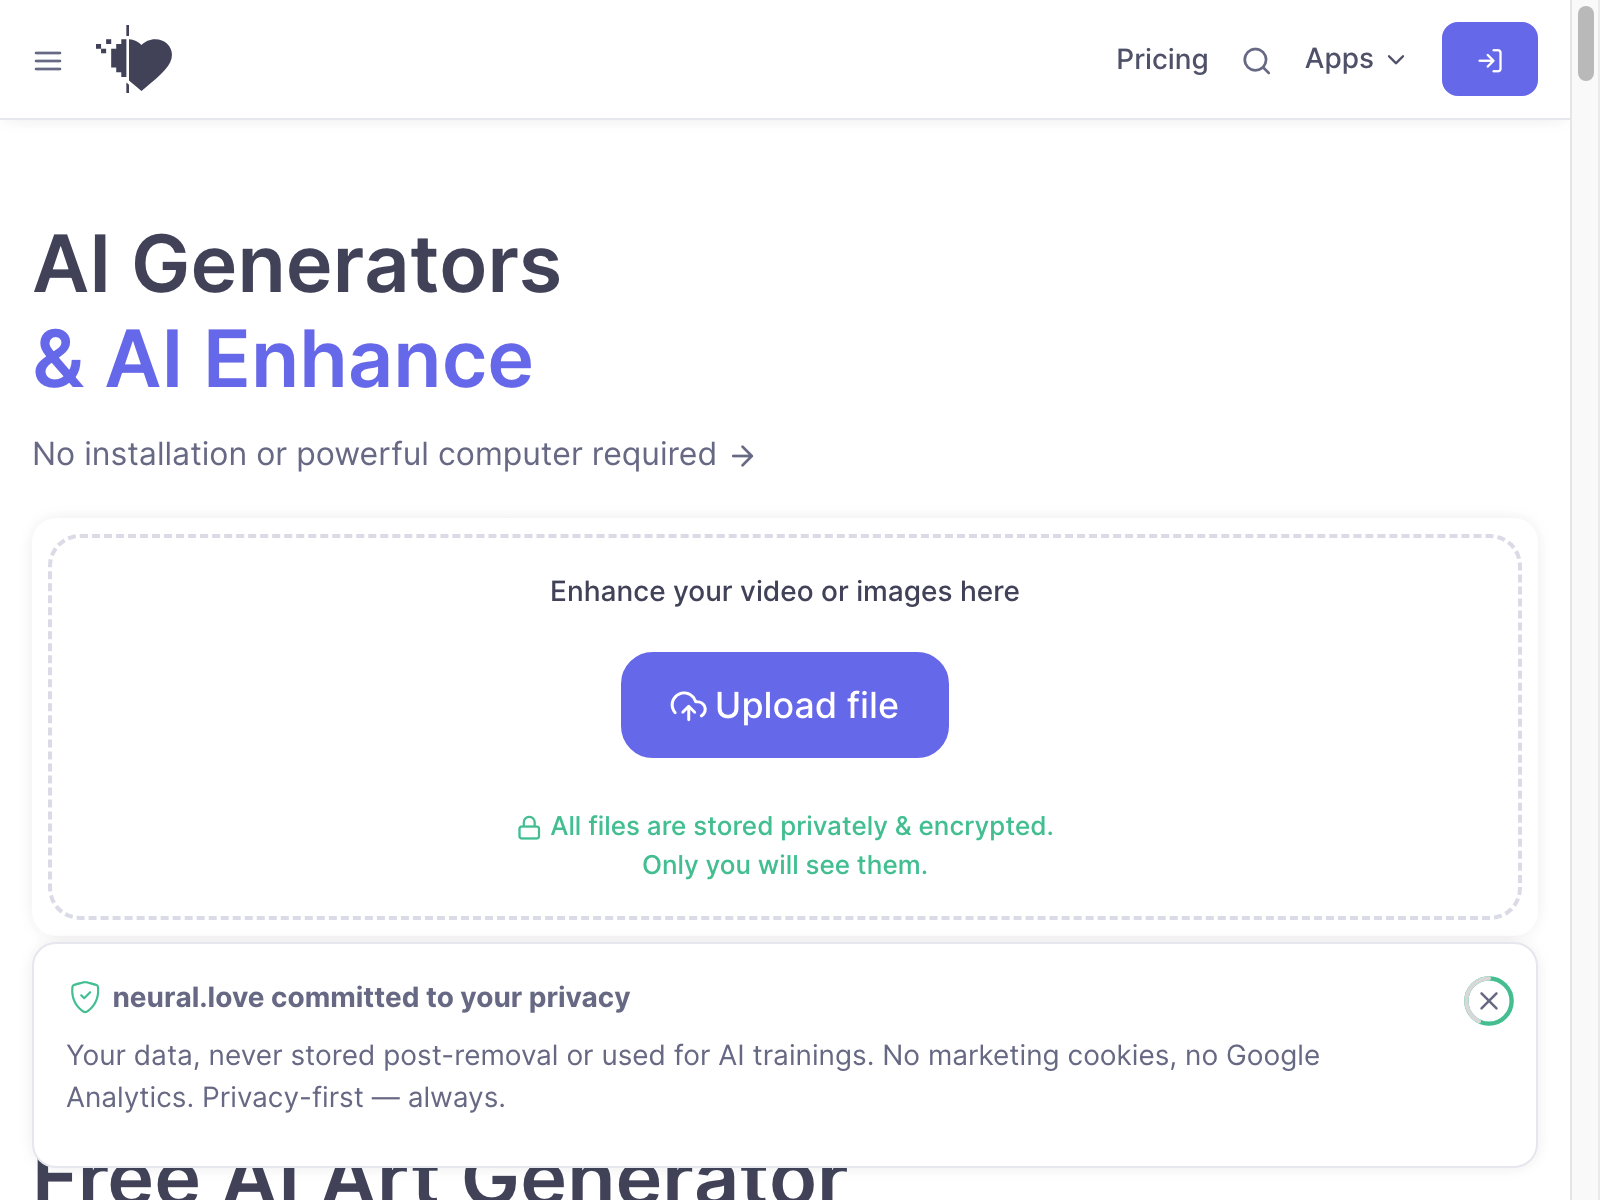 Pricing
Apps
AI Generators
& AI Enhance
No installation or powerful computer required
Enhance your video or images here
Upload file
All files are stored privately & encrypted.
Only you will see them.
neural.love committed to your privacy
Your data, never stored post-removal or used for AI trainings. No marketing cookies, no Google
Analytics. Privacy-first — always.
Free AI Art Generator